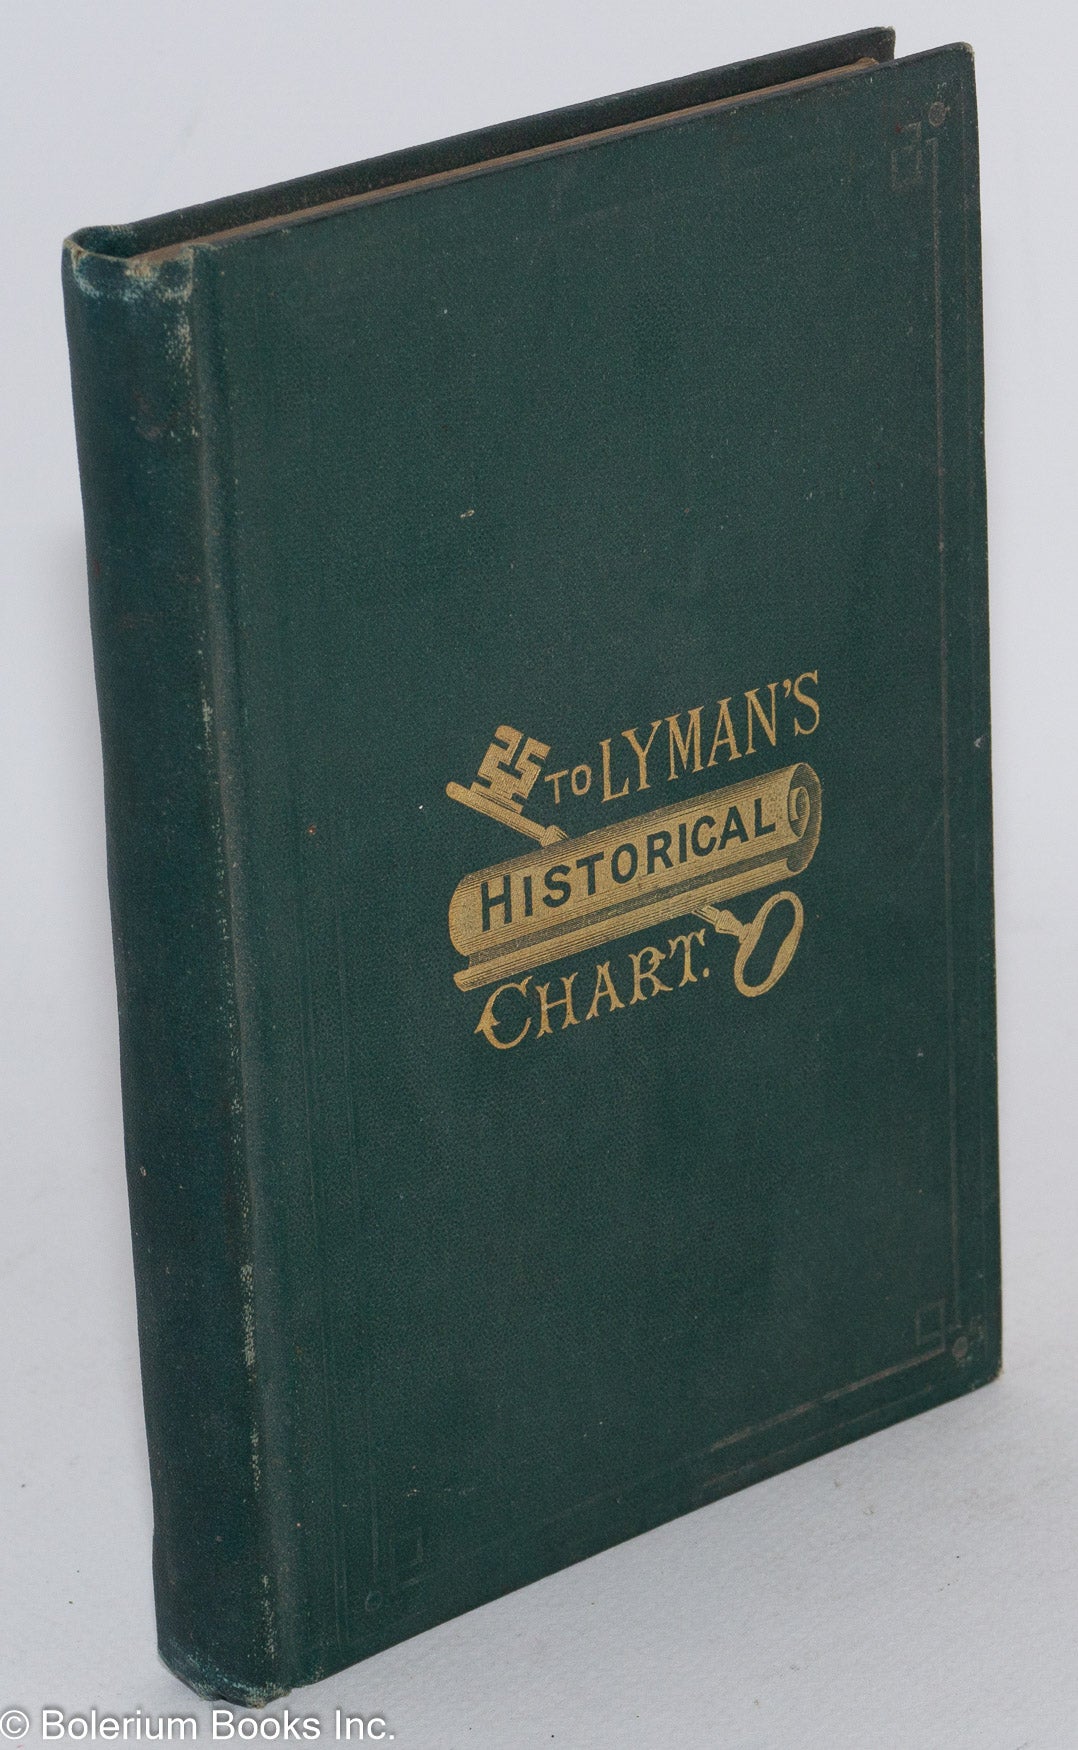 TO LYMAN'S
HISTORICAL
CHART.
© Bolerium Books Inc.